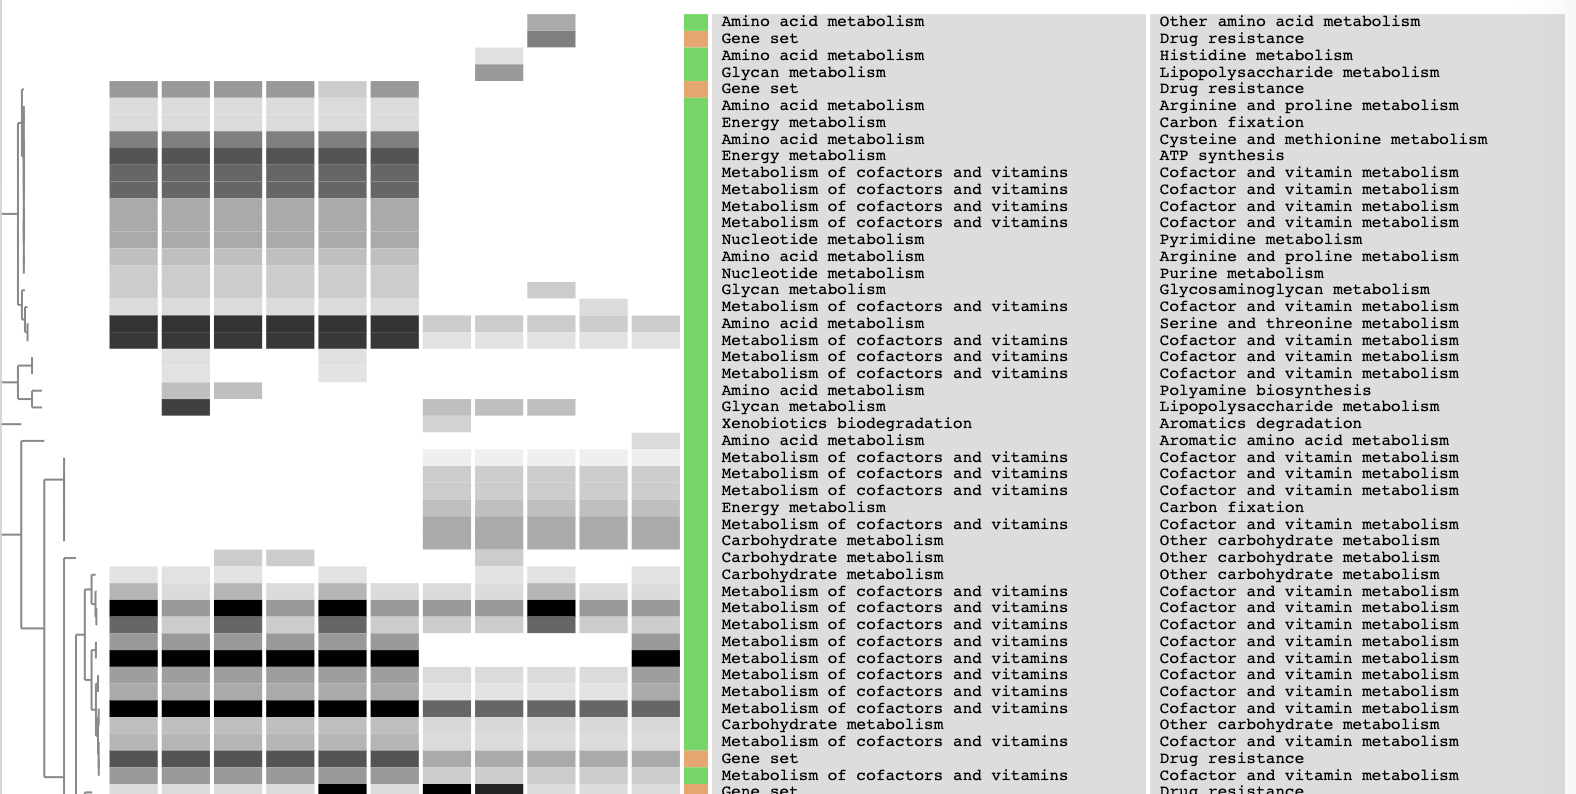 Amino acid metabolism Other amino acid metabolism
Gene set Drug resistance
Amino acid metabolism Histidine metabolism
Glycan metabolism Lipopolysaccharide metabolism
Gene set Drug resistance
Amino acid metabolism Arginine and proline metabolism
Energy metabolism Carbon fixation
Amino acid metabolism Cysteine and methionine metabolism
Energy metabolism ATP synthesis
Metabolism of cofactors and vitamins Cofactor and vitamin metabolism
Metabolism of cofactors and vitamins Cofactor and vitamin metabolism
Metabolism of cofactors and vitamins Cofactor and vitamin metabolism
Metabolism of cofactors and vitamins Cofactor and vitamin metabolism
Nucleotide metabolism Pyrimidine metabolism
Amino acid metabolism Arginine and proline metabolism
Nucleotide metabolism Purine metabolism
Glycan metabolism Glycosaminoglycan metabolism
Metabolism of cofactors and vitamins Cofactor and vitamin metabolism
Amino acid metabolism Serine and threonine metabolism
Metabolism of cofactors and vitamins Cofactor and vitamin metabolism
Metabolism of cofactors and vitamins Cofactor and vitamin metabolism
Metabolism of cofactors and vitamins Cofactor and vitamin metabolism
Amino acid metabolism Polyamine biosynthesis
Glycan metabolism Lipopolysaccharide metabolism
Xenobiotics biodegradation Aromatics degradation
Amino acid metabolism Aromatic amino acid metabolism
Metabolism of cofactors and vitamins Cofactor and vitamin metabolism
Metabolism of cofactors and vitamins Cofactor and vitamin metabolism
Metabolism of cofactors and vitamins Cofactor and vitamin metabolism
Energy metabolism Carbon fixation
Metabolism of cofactors and vitamins Cofactor and vitamin metabolism
Carbohydrate metabolism Other carbohydrate metabolism
Carbohydrate metabolism Other carbohydrate metabolism
Carbohydrate metabolism Other carbohydrate metabolism
Metabolism of cofactors and vitamins Cofactor and vitamin metabolism
Metabolism of cofactors and vitamins Cofactor and vitamin metabolism
Metabolism of cofactors and vitamins Cofactor and vitamin metabolism
Metabolism of cofactors and vitamins Cofactor and vitamin metabolism
Metabolism of cofactors and vitamins Cofactor and vitamin metabolism
Metabolism of cofactors and vitamins Cofactor and vitamin metabolism
Metabolism of cofactors and vitamins Cofactor and vitamin metabolism
Metabolism of cofactors and vitamins Cofactor and vitamin metabolism
Carbohydrate metabolism Other carbohydrate metabolism
Metabolism of cofactors and vitamins Cofactor and vitamin metabolism
Gene set Drug resistance
Metabolism of cofactors and vitamins Cofactor and vitamin metabolism
Gene set Drug resistance